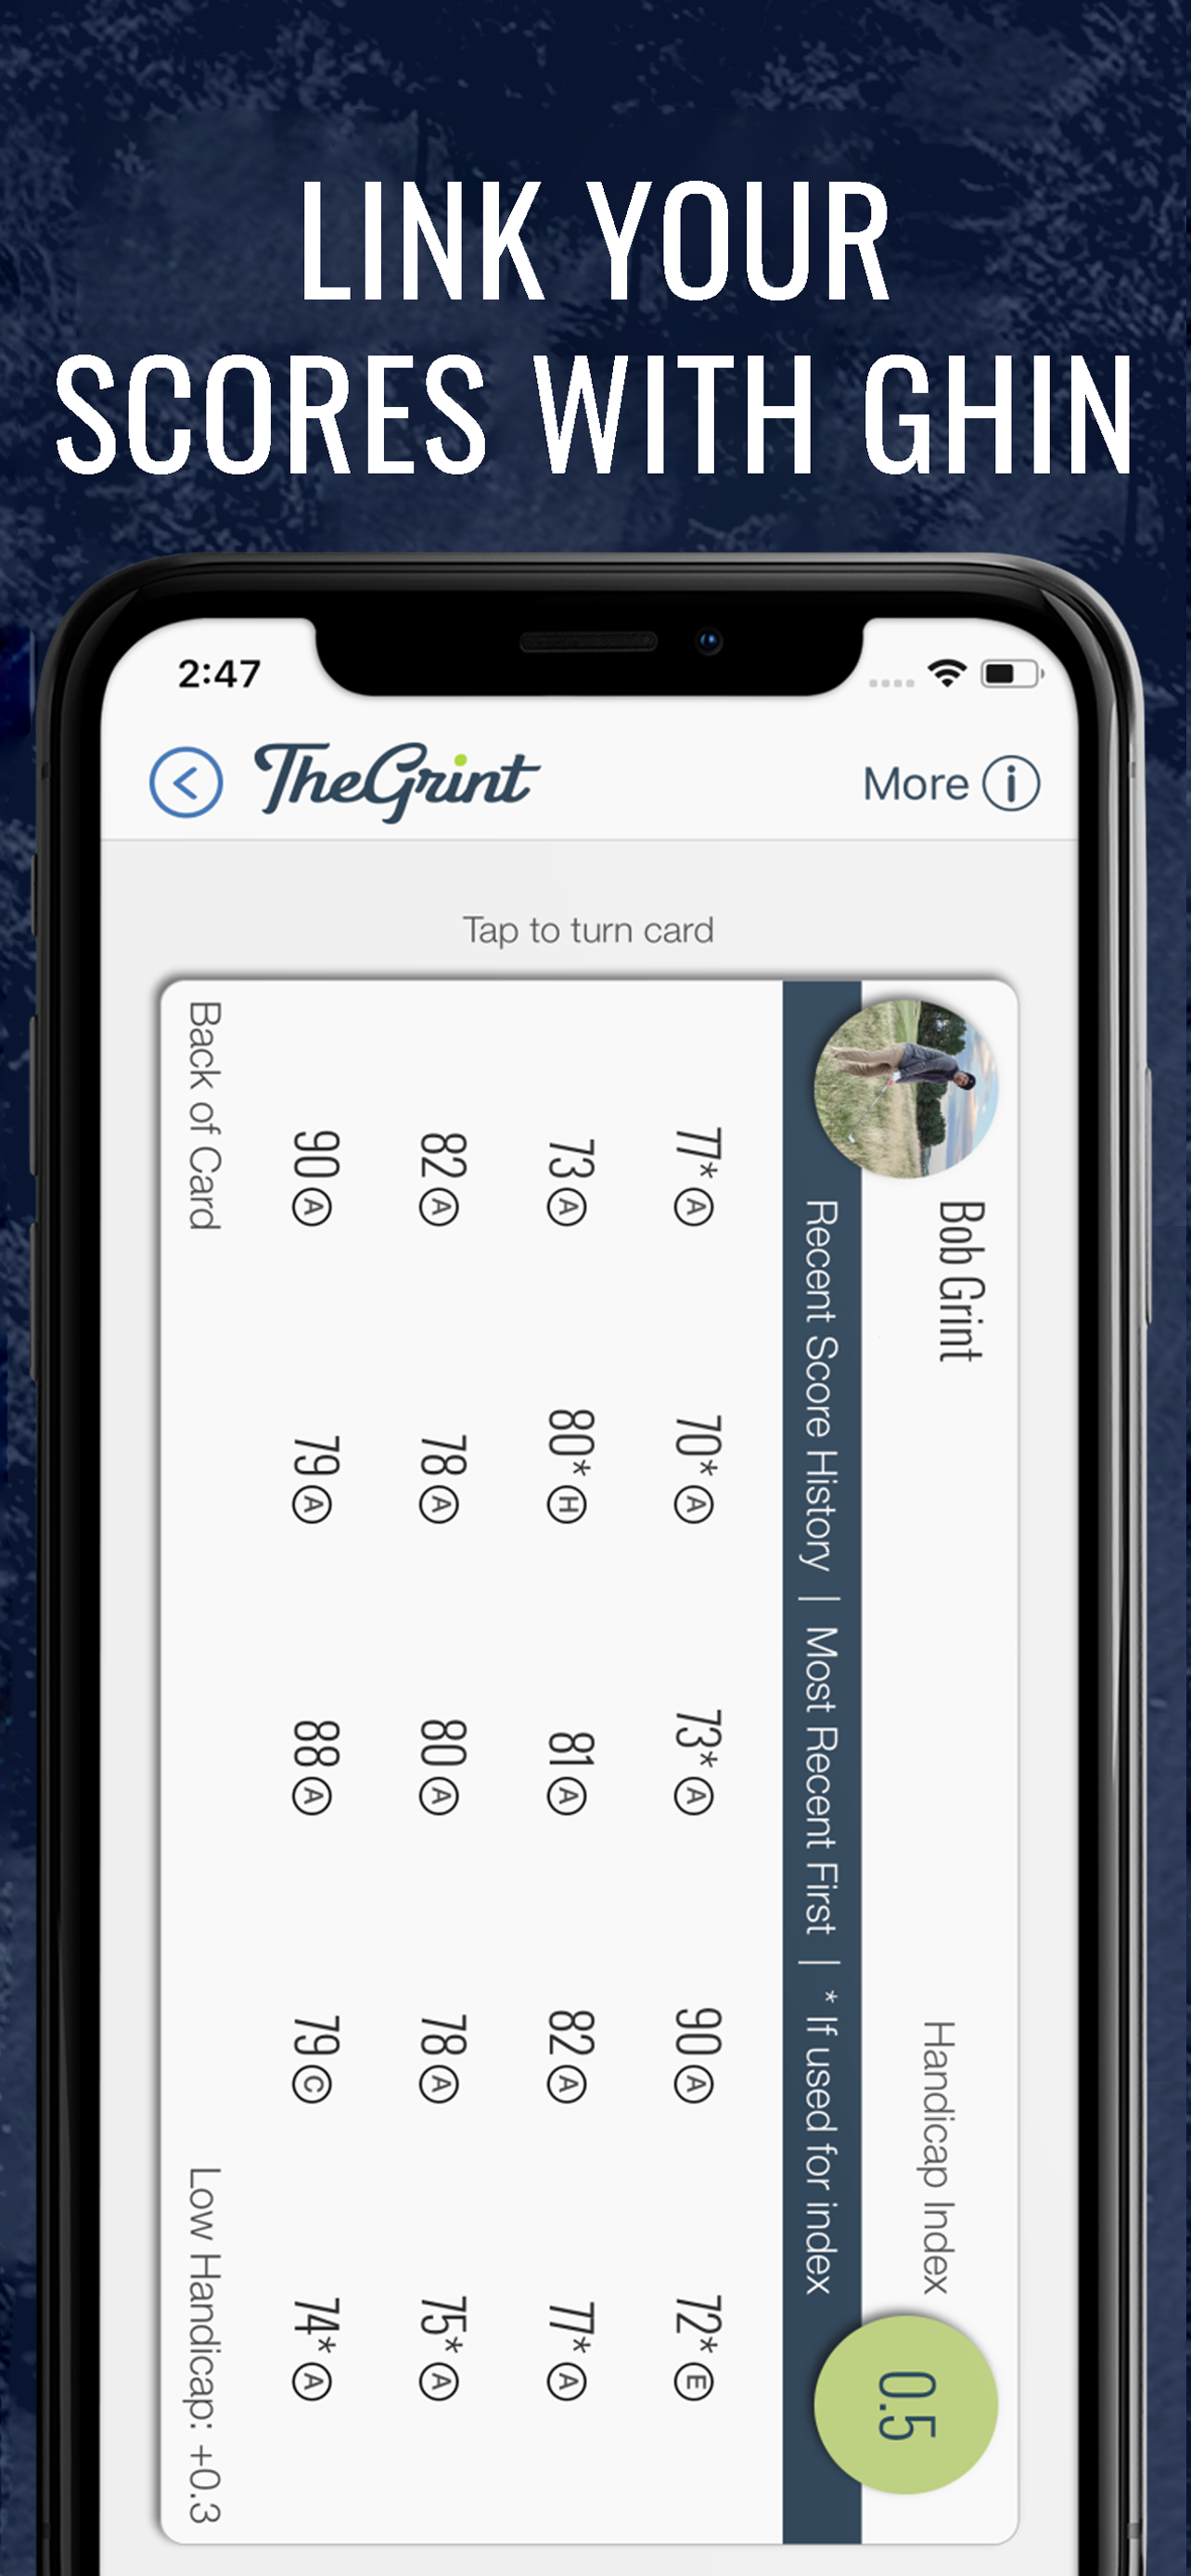 LINK YOUR
SCORES WITH GHIN
2:47
TheGrint
More i
Tap to turn card
Bob Grint
Handicap Index
0.5
Recent Score History | Most Recent First | * If used for index
77* A 70* A 73* A 90 A 72* E
73 A 80* H 81 A 82 A 77* A
82 A 78 A 80 A 78 A 75* A
90 A 79 A 88 A 79 C 74* A
Back of Card
Low Handicap: +0.3